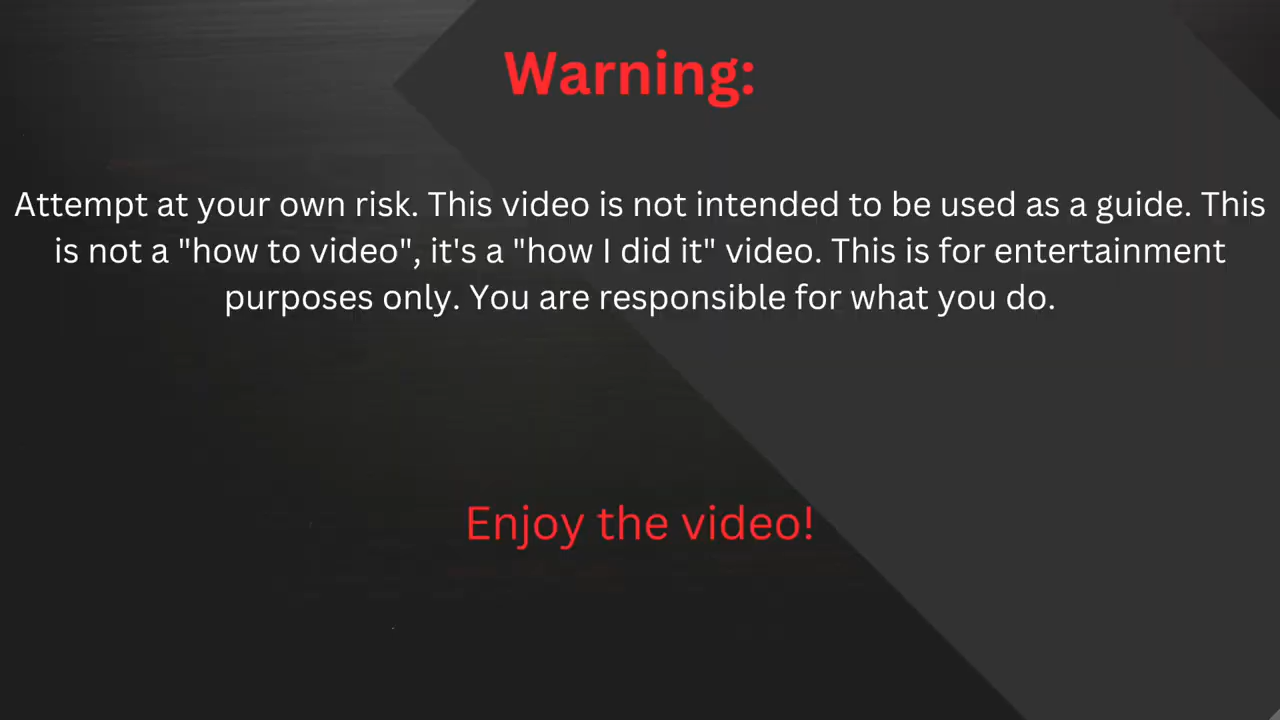 Warning:
Attempt at your own risk. This video is not intended to be used as a guide. This
is not a "how to video", it's a "how I did it" video. This is for entertainment
purposes only. You are responsible for what you do.
Enjoy the video!